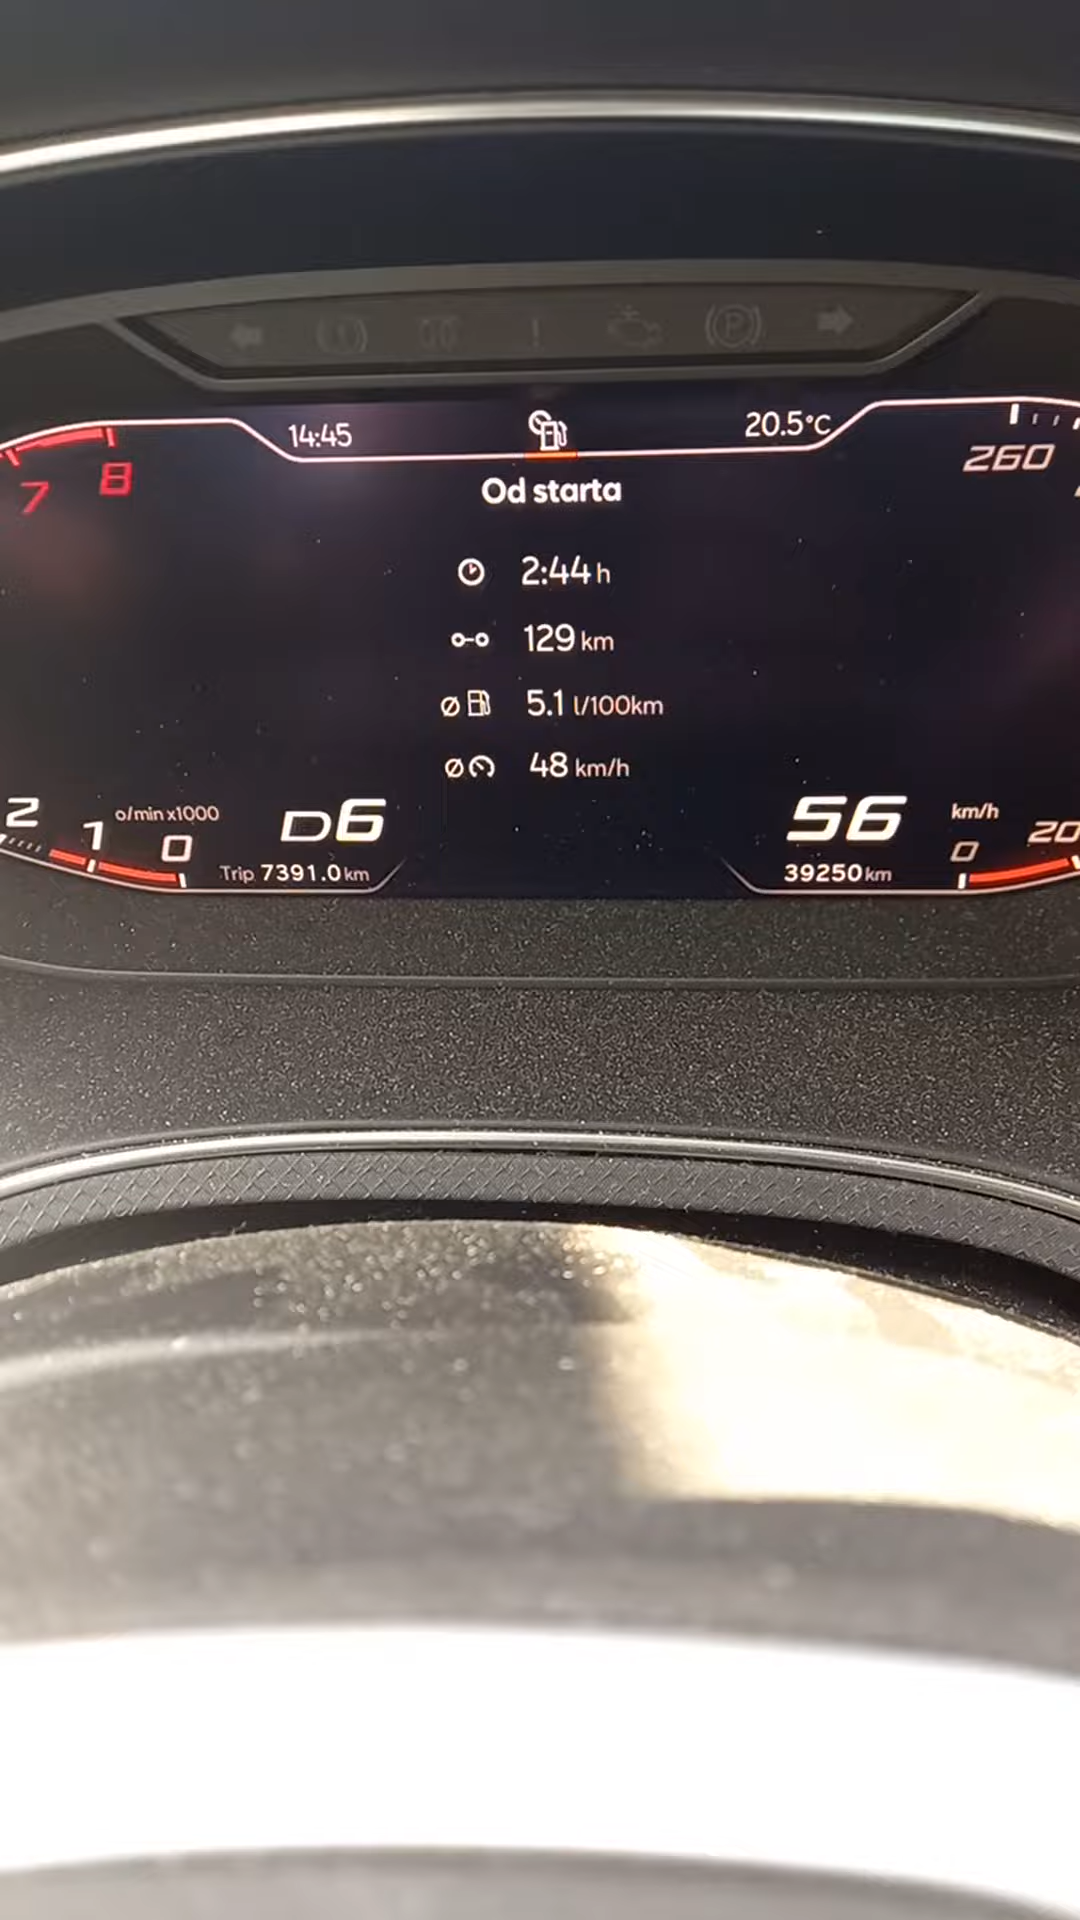 14:45
20.5°C
7 8
260
Od starta
2:44 h
129 km
Ø 5.1 l/100km
Ø 48 km/h
2 1 0
o/min x1000
D6
56
km/h
0 20
Trip 7391.0 km
39250 km